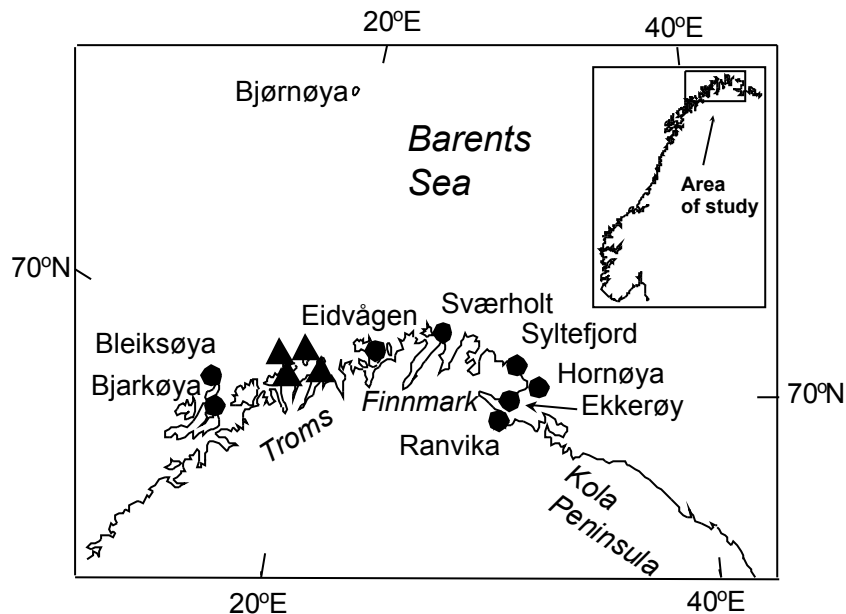 20ºE
40ºE
Bjørnøya
Barents
Sea
Area
of study
70ºN
Eidvågen
Sværholt
Bleiksøya
Syltefjord
Bjarkøya
Hornøya
70ºN
Finnmark
Ekkerøy
Troms
Ranvika
Kola
Peninsula
20ºE
40ºE